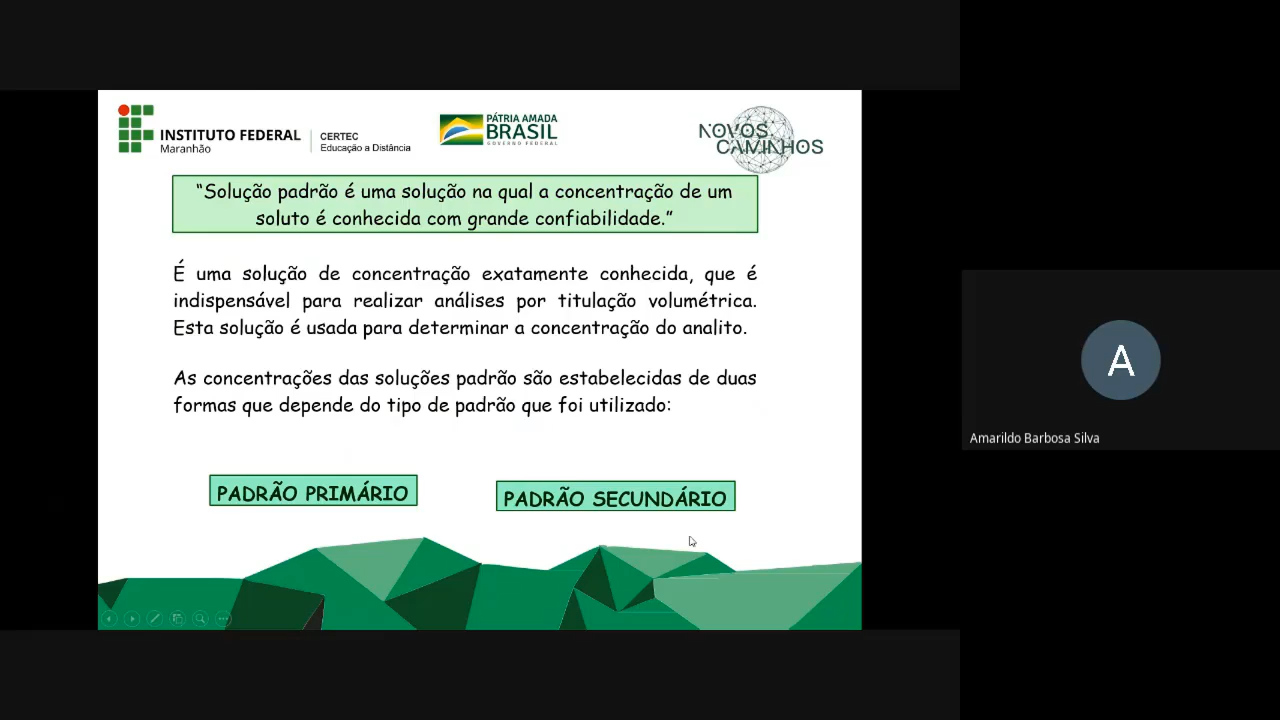 INSTITUTO FEDERAL
Maranhão
CERTEC
Educação a Distância
PÁTRIA AMADA
BRASIL
GOVERNO FEDERAL
NOVOS
CAMINHOS
“Solução padrão é uma solução na qual a concentração de um
soluto é conhecida com grande confiabilidade.”
É uma solução de concentração exatamente conhecida, que é
indispensável para realizar análises por titulação volumétrica.
Esta solução é usada para determinar a concentração do analito.
As concentrações das soluções padrão são estabelecidas de duas
formas que depende do tipo de padrão que foi utilizado:
PADRÃO PRIMÁRIO
PADRÃO SECUNDÁRIO
A
Amarildo Barbosa Silva